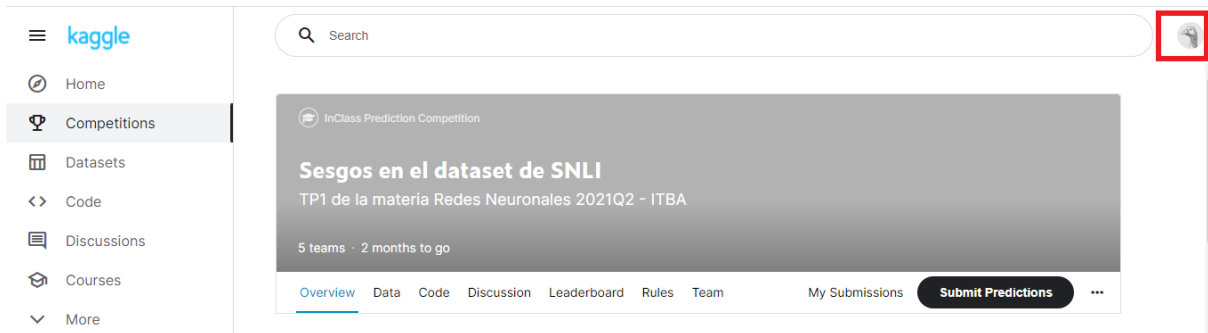 kaggle
Search
Home
Competitions
Datasets
Code
Discussions
Courses
More
InClass Prediction Competition
Sesgos en el dataset de SNLI
TP1 de la materia Redes Neuronales 2021Q2 - ITBA
5 teams · 2 months to go
Overview Data Code Discussion Leaderboard Rules Team My Submissions Submit Predictions